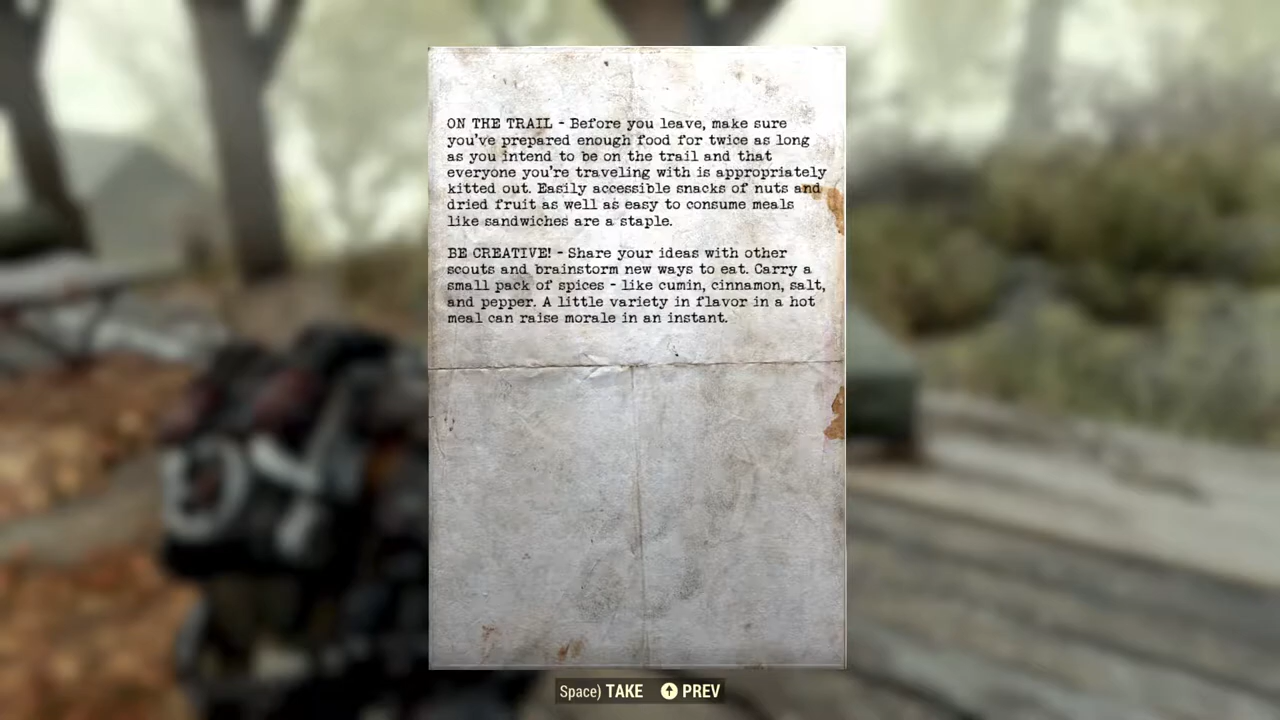 ON THE TRAIL - Before you leave, make sure
you've prepared enough food for twice as long
as you intend to be on the trail and that
everyone you're traveling with is appropriately
kitted out. Easily accessible snacks of nuts and
dried fruit as well as easy to consume meals
like sandwiches are a staple.
BE CREATIVE! - Share your ideas with other
scouts and brainstorm new ways to eat. Carry a
small pack of spices - like cumin, cinnamon, salt,
and pepper. A little variety in flavor in a hot
meal can raise morale in an instant.
Space) TAKE PREV